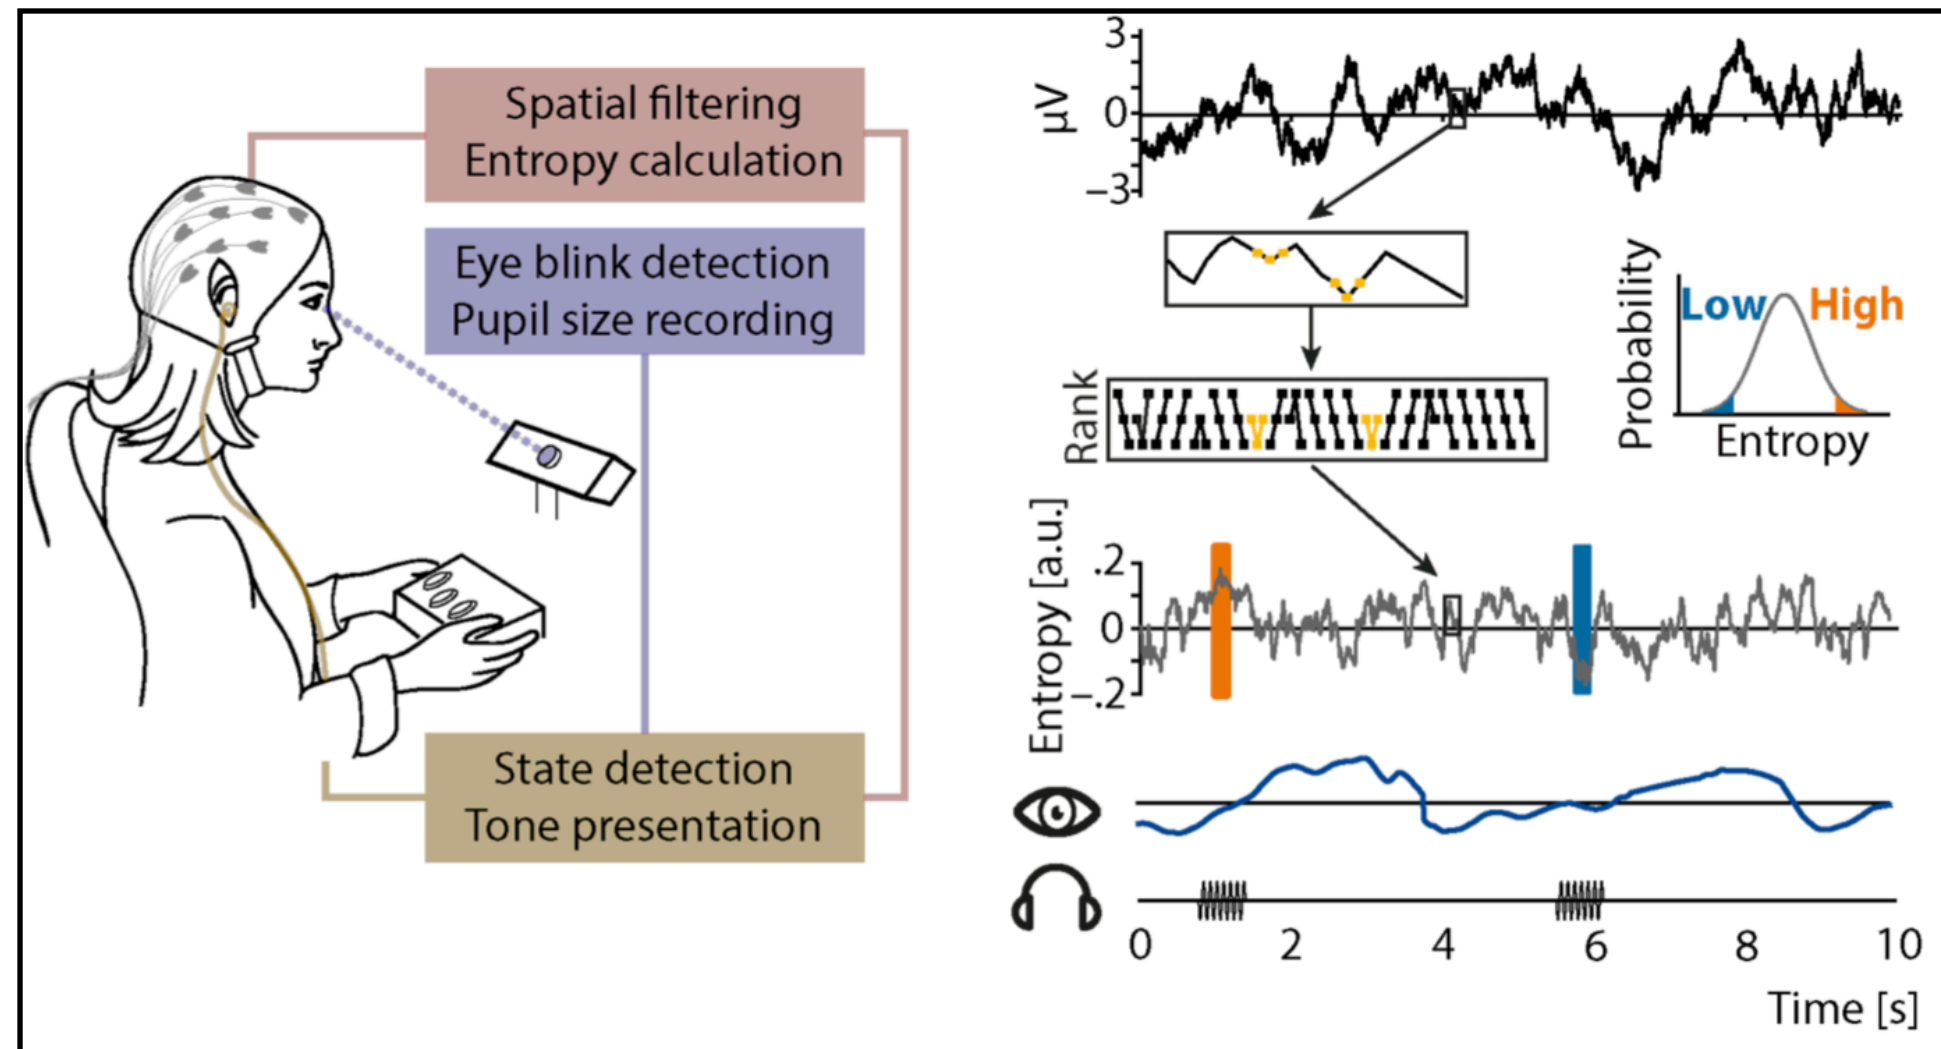 Spatial filtering
Entropy calculation
Eye blink detection
Pupil size recording
State detection
Tone presentation
3
0
−3
μV
Rank
Probability
Low
High
Entropy
Entropy [a.u.]
.2
0
−.2
0 2 4 6 8 10
Time [s]